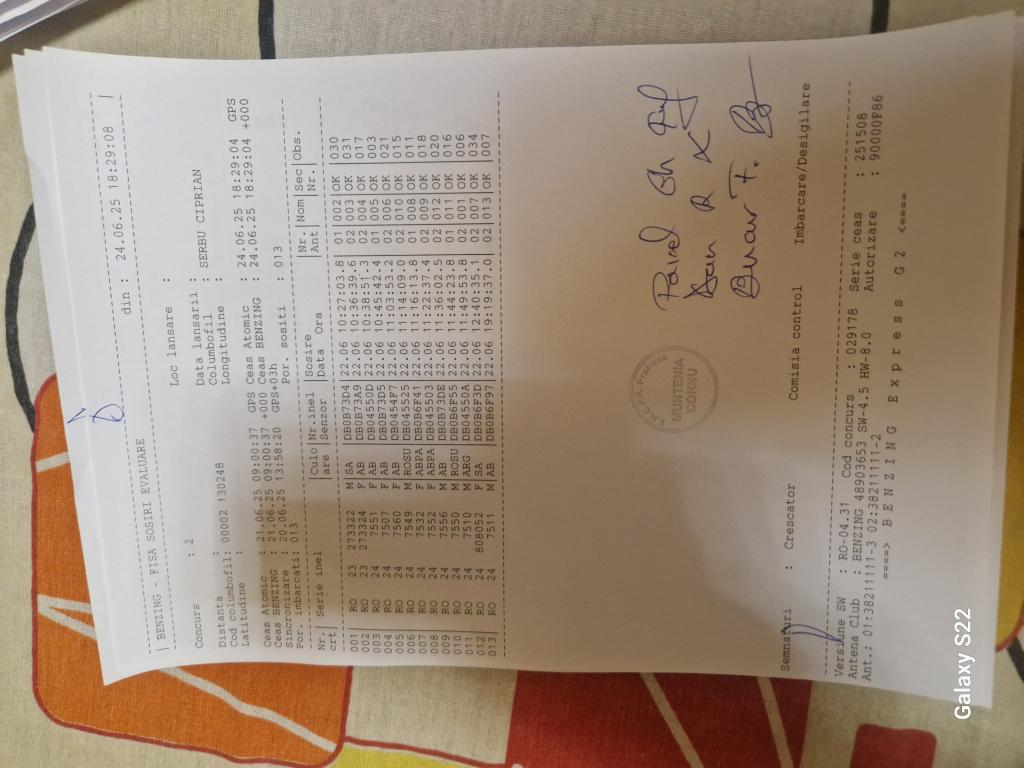 | BENZING - FISA SOSIRI EVALUARE din : 24.06.25 18:29:08 |
Concurs : 2 Loc lansare :
Distanta : Data lansarii :
Cod columbofil: 00002 130248 Columbofil : SERBU CIPRIAN
Latitudine : Longitudine :
Ceas Atomic : 21.06.25 09:00:37 GPS Ceas Atomic : 24.06.25 18:29:04 GPS
Ceas BENZING : 21.06.25 09:00:37 +000 Ceas BENZING : 24.06.25 18:29:04 +000
Sincronizare : 20.06.25 13:58:20 GPS+03h
Por. imbarcati: 013 Por. sositi : 013
Nr.| Serie inel |Culo|Nr.inel |Sosire |Nr.|Nom|Sec|Obs.
crt |are |Senzor |Data Ora |Ant| |Nr.|
001| RO 23 273322 M|SA |DB0B73D4|22.06 10:27:03.8 01|002|OK |030
002| RO 23 273324 F|AB |DB0B73A9|22.06 10:36:39.6 02|003|OK |031
003| RO 24 7551 F|AB |DB04550D|22.06 10:38:51.3 02|004|OK |017
004| RO 24 7507 F|AB |DB0B73D5|22.06 10:45:42.2 01|005|OK |003
005| RO 24 7560 F|AB |DB0454F7|22.06 11:03:53.4 02|006|OK |021
006| RO 24 7549 M|ROSU|DB045525|22.06 11:14:09.0 02|010|OK |015
007| RO 24 7532 F|ABPA|DB0B6F41|22.06 11:16:13.8 01|008|OK |011
008| RO 24 7552 F|ABPA|DB045503|22.06 11:22:37.4 02|009|OK |018
009| RO 24 7556 M|AB |DB0B73DE|22.06 11:36:02.5 02|012|OK |020
010| RO 24 7550 M|ROSU|DB0B6F55|22.06 11:44:23.8 01|011|OK |016
011| RO 24 7510 M|ARG |DB04550A|22.06 11:49:53.8 02|001|OK |006
012| RO 24 808052 F|SA |DB0B6F3D|22.06 12:40:35.1 02|007|OK |034
013| RO 24 7511 M|AB |DB0B6F97|22.06 19:19:37.0 02|013|OK |007
F.N.C.P.R. Prahova
MUNTENIA
CORNU
Semnaturi : Crescator Comisia control Imbarcare/Desigilare
Versiune SW : RO-04.31 Cod concurs : 029178 Serie ceas : 251508
Antena Club : BENZING 48903653 SW-4.5 HW-8.0 Autorizare : 90000F86
Ant.: 01:38211111-3 02:38211111-2
====> B E N Z I N G E x p r e s s G 2 <====
Galaxy S22